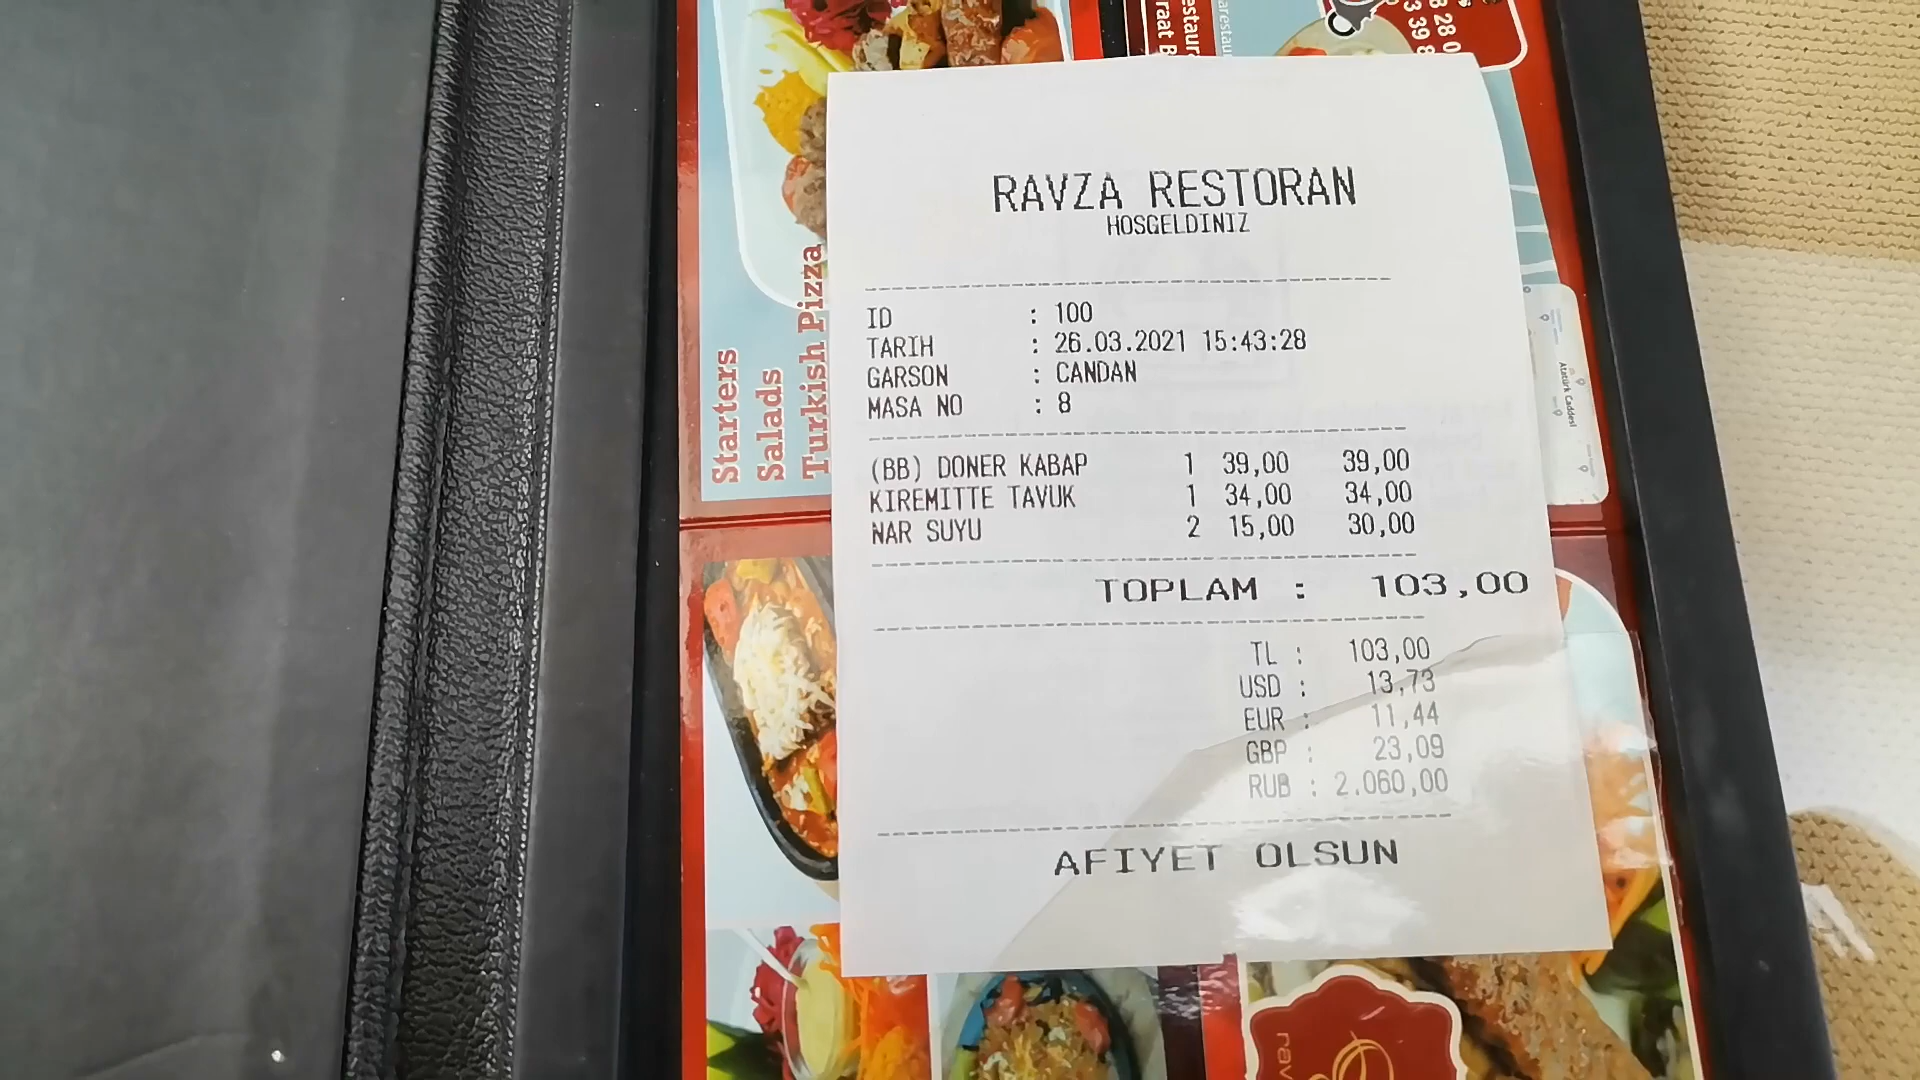 RAVZA RESTORAN
HOSGELDINIZ
ID : 100
TARIH : 26.03.2021 15:43:28
GARSON : CANDAN
MASA NO : 8
(BB) DONER KABAP 1 39,00 39,00
KIREMITTE TAVUK 1 34,00 34,00
NAR SUYU 2 15,00 30,00
TOPLAM : 103,00
TL : 103,00
USD : 13,73
EUR : 11,44
GBP : 23,09
RUB : 2.060,00
AFIYET OLSUN
Starters
Salads
Turkish Pizza
Atatürk Caddesi